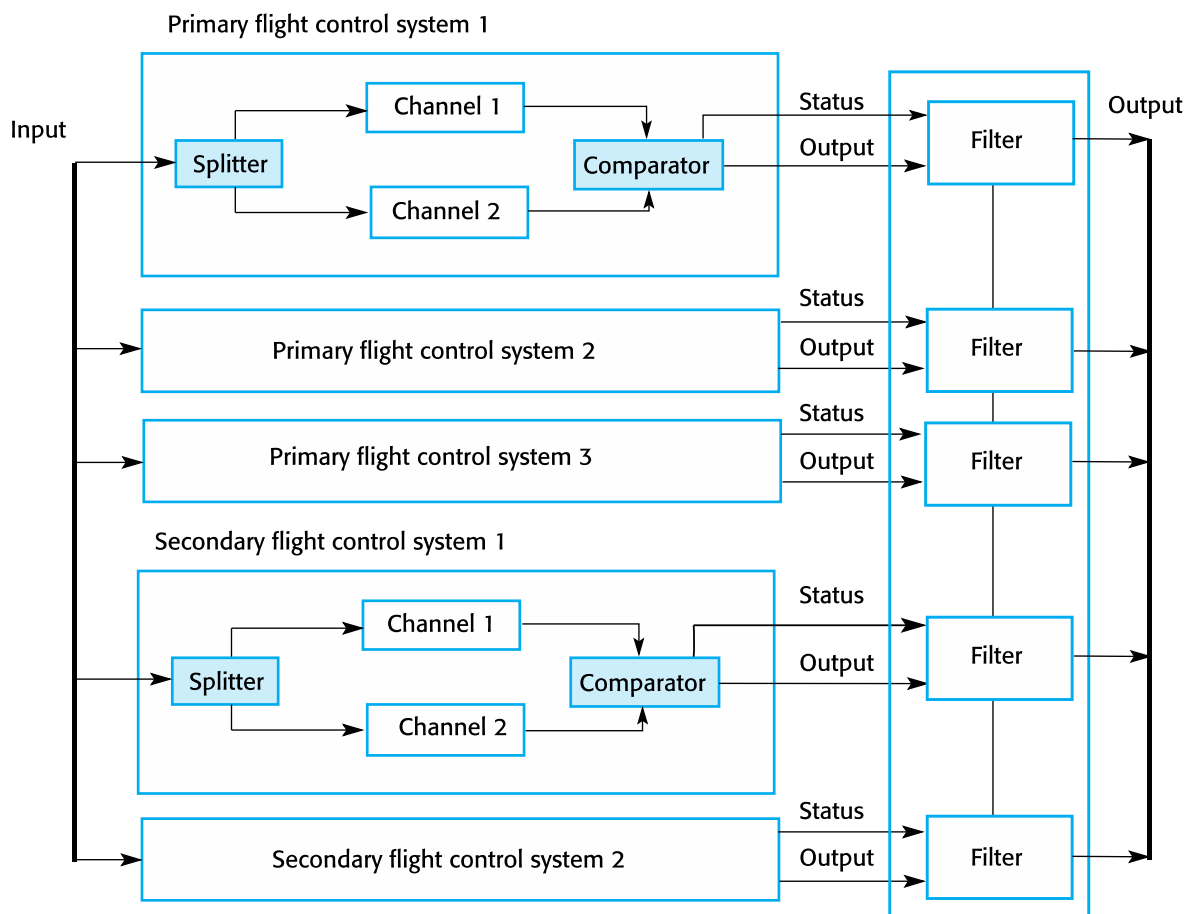 Primary flight control system 1
Input
Splitter
Channel 1
Channel 2
Comparator
Status
Output
Filter
Output
Primary flight control system 2
Status
Output
Filter
Primary flight control system 3
Status
Output
Filter
Secondary flight control system 1
Splitter
Channel 1
Channel 2
Comparator
Status
Output
Filter
Secondary flight control system 2
Status
Output
Filter